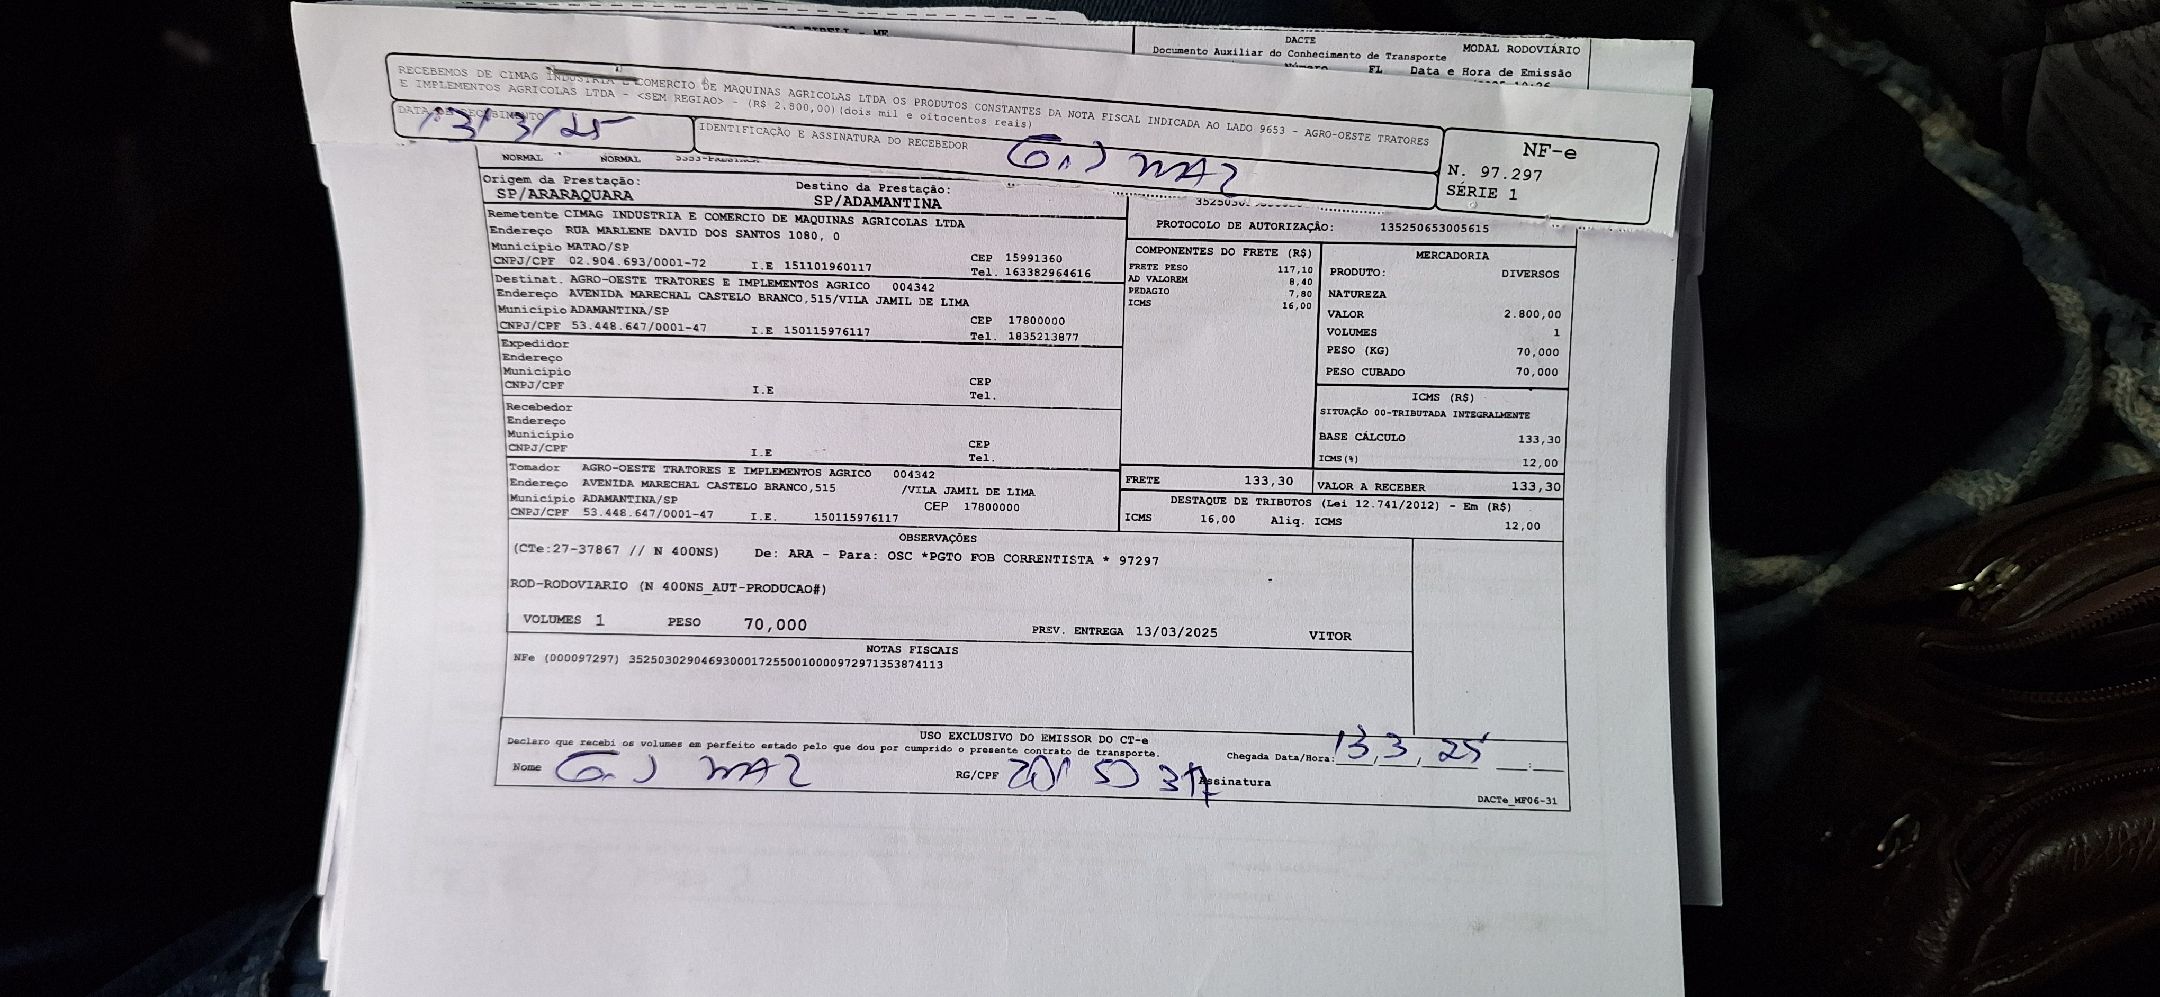 DACTE
Documento Auxiliar do Conhecimento de Transporte
MODAL RODOVIÁRIO
FL Data e Hora de Emissão
RECEBEMOS DE CIMAG INDUSTRIA E COMERCIO DE MAQUINAS AGRICOLAS LTDA OS PRODUTOS CONSTANTES DA NOTA FISCAL INDICADA AO LADO 9653 - AGRO-OESTE TRATORES
E IMPLEMENTOS AGRICOLAS LTDA - <SEM REGIAO> - (R$ 2.800,00)(dois mil e oitocentos reais)
DATA DE RECEBIMENTO
13/3/25
IDENTIFICAÇÃO E ASSINATURA DO RECEBEDOR
NF-e
N. 97.297
SÉRIE 1
NORMAL NORMAL
Origem da Prestação:
SP/ARARAQUARA
Destino da Prestação:
SP/ADAMANTINA
PROTOCOLO DE AUTORIZAÇÃO: 135250653005615
Remetente CIMAG INDUSTRIA E COMERCIO DE MAQUINAS AGRICOLAS LTDA
Endereço RUA MARLENE DAVID DOS SANTOS 1080, 0
Município MATAO/SP
CEP 15991360
CNPJ/CPF 02.904.693/0001-72 I.E 151101960117 Tel. 163382964616
Destinat. AGRO-OESTE TRATORES E IMPLEMENTOS AGRICO 004342
Endereço AVENIDA MARECHAL CASTELO BRANCO,515/VILA JAMIL DE LIMA
Município ADAMANTINA/SP
CEP 17800000
CNPJ/CPF 53.448.647/0001-47 I.E 150115976117 Tel. 1835213877
Expedidor
Endereço
Município
CEP
CNPJ/CPF I.E Tel.
Recebedor
Endereço
Município
CEP
CNPJ/CPF I.E Tel.
Tomador AGRO-OESTE TRATORES E IMPLEMENTOS AGRICO 004342
Endereço AVENIDA MARECHAL CASTELO BRANCO,515 /VILA JAMIL DE LIMA
Município ADAMANTINA/SP CEP 17800000
CNPJ/CPF 53.448.647/0001-47 I.E. 150115976117
COMPONENTES DO FRETE (R$)
FRETE PESO 117,10
AD VALOREM 8,40
PEDAGIO 7,80
ICMS 16,00
MERCADORIA
PRODUTO: DIVERSOS
NATUREZA
VALOR 2.800,00
VOLUMES 1
PESO (KG) 70,000
PESO CUBADO 70,000
ICMS (R$)
SITUAÇÃO 00-TRIBUTADA INTEGRALMENTE
BASE CÁLCULO 133,30
ICMS(%) 12,00
FRETE 133,30
VALOR A RECEBER 133,30
DESTAQUE DE TRIBUTOS (Lei 12.741/2012) - Em (R$)
ICMS 16,00 Aliq. ICMS 12,00
OBSERVAÇÕES
(CTe:27-37867 // N 400NS) De: ARA - Para: OSC *PGTO FOB CORRENTISTA * 97297
ROD-RODOVIARIO (N 400NS_AUT-PRODUCAO#)
VOLUMES 1 PESO 70,000 PREV. ENTREGA 13/03/2025 VITOR
NOTAS FISCAIS
NFe (000097297) 35250302904693000172550010000972971353874113
USO EXCLUSIVO DO EMISSOR DO CT-e
Declaro que recebi os volumes em perfeito estado pelo que dou por cumprido o presente contrato de transporte.
Chegada Data/Hora: 13, 3, 25
Nome
RG/CPF
Assinatura
DACTe_MF06-31